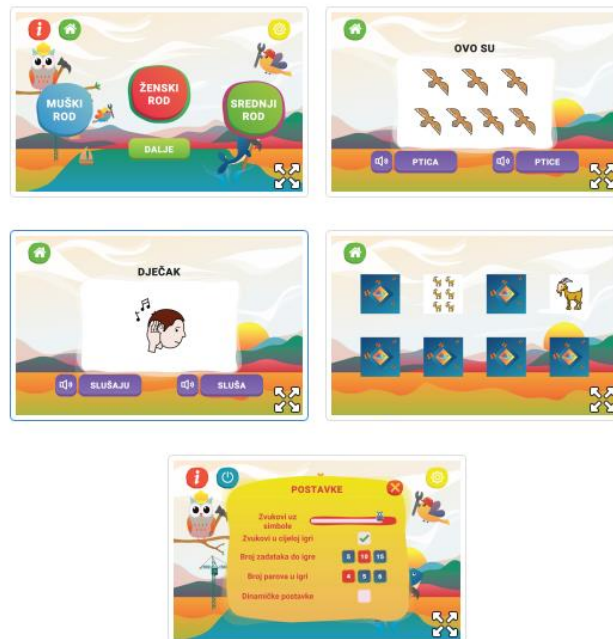 i
MUŠKI
ROD
ŽENSKI
ROD
SREDNJI
ROD
DALJE
OVO SU
PTICA
PTICE
DJEČAK
SLUŠAJU
SLUŠA
i
POSTAVKE
Zvukovi uz
simbole
Zvukovi u cijeloj igri
Broj zadataka do igre
5 10 15
Broj parova u igri
4 5 6
Dinamičke postavke